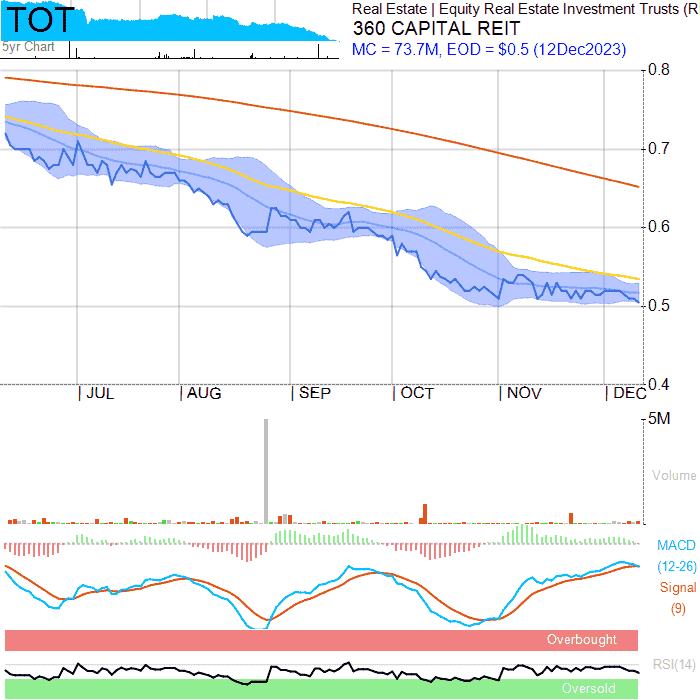 TOT
5yr Chart
Real Estate | Equity Real Estate Investment Trusts (R
360 CAPITAL REIT
MC = 73.7M, EOD = $0.5 (12Dec2023)
0.8
0.7
0.6
0.5
0.4
| JUL | AUG | SEP | OCT | NOV | DEC
5M
Volume
MACD
(12-26)
Signal
(9)
Overbought
RSI(14)
Oversold